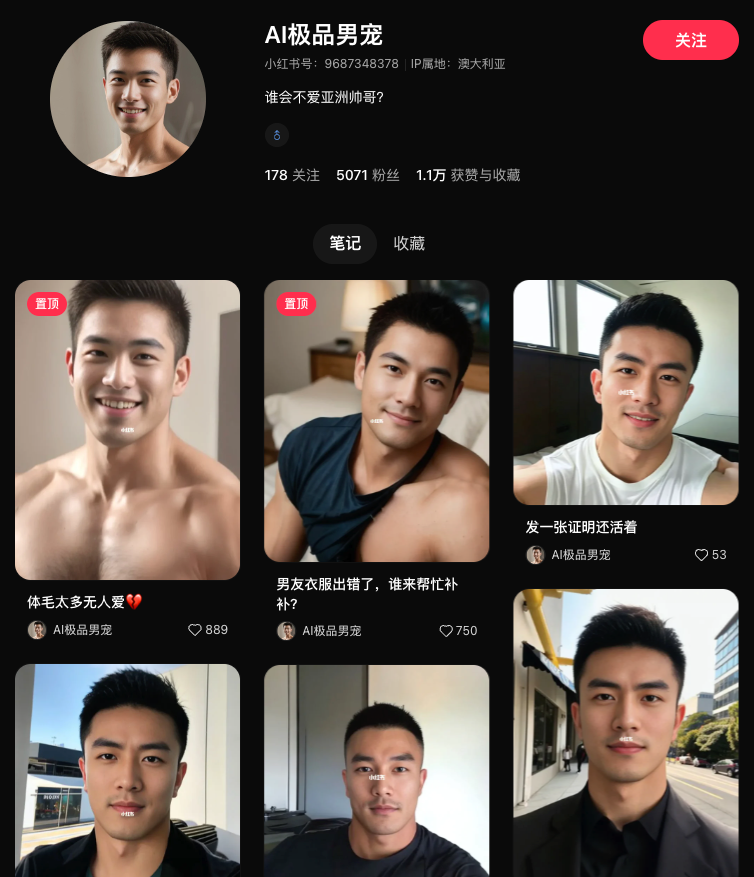 AI极品男宠
关注
小红书号：9687348378 IP属地：澳大利亚
谁会不爱亚洲帅哥?
♂
178 关注 5071 粉丝 1.1万 获赞与收藏
笔记 收藏
置顶
小红书
体毛太多无人爱💔
AI极品男宠 889
置顶
小红书
男友衣服出错了，谁来帮忙补
补?
AI极品男宠 750
小红书
发一张证明还活着
AI极品男宠 53
小红书
小红书
小红书